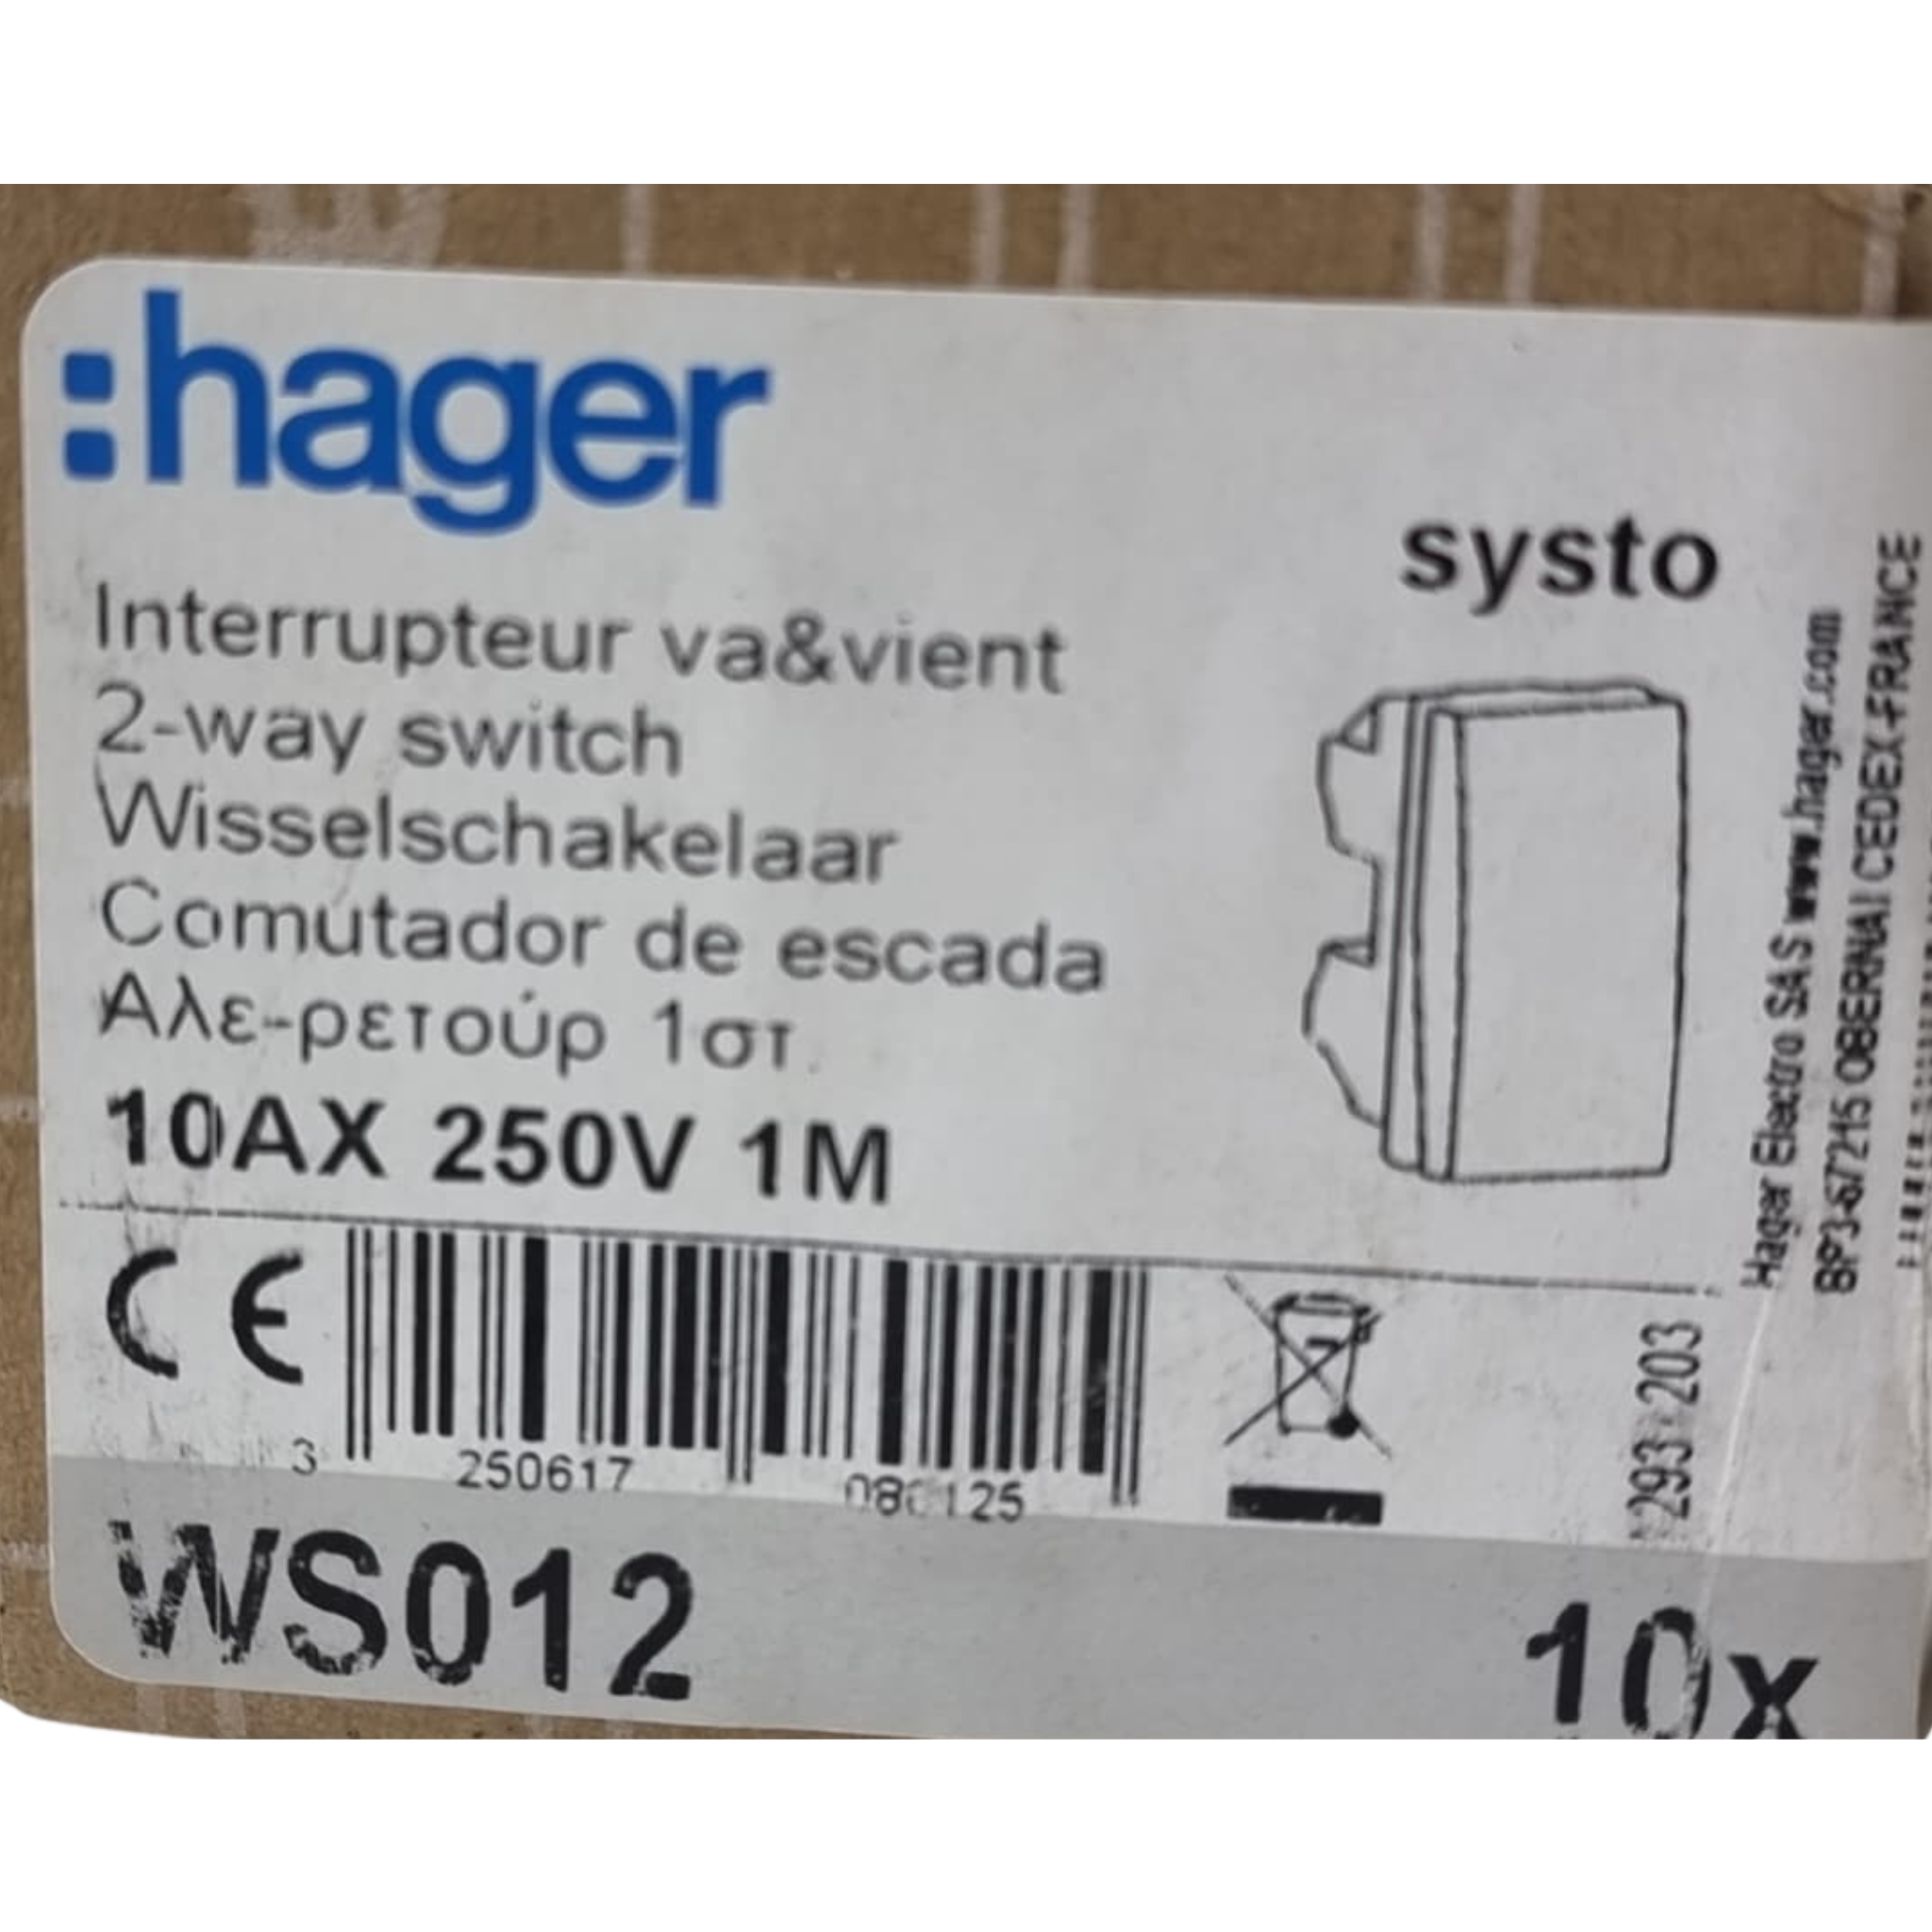 :hager
systo
Interrupteur va&vient
2-way switch
Wisselschakelaar
Comutador de escada
Αλε-ρετούρ 1στ.
10AX 250V 1M
Hager Electro SAS www.hager.com
BP3-67215 OBERNAI CEDEX-FRANCE
CE
3 250617 080125
293 203
WS012
10x